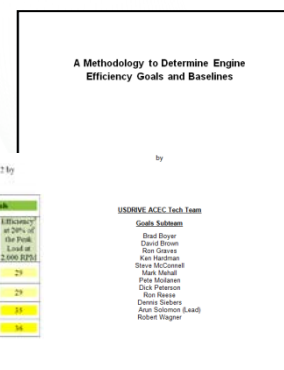 A Methodology to Determine Engine
Efficiency Goals and Baselines
by
2 by
Efficiency
at 20% of
the Peak
Load at
2,000 RPM
29
29
35
36
USDRIVE ACEC Tech Team
Goals Subteam
Brad Boyer
David Brown
Ron Graves
Ken Hardman
Steve McConnell
Mark Mehall
Pete Moilanen
Dick Peterson
Ron Reese
Dennis Siebers
Arun Solomon (Lead)
Robert Wagner